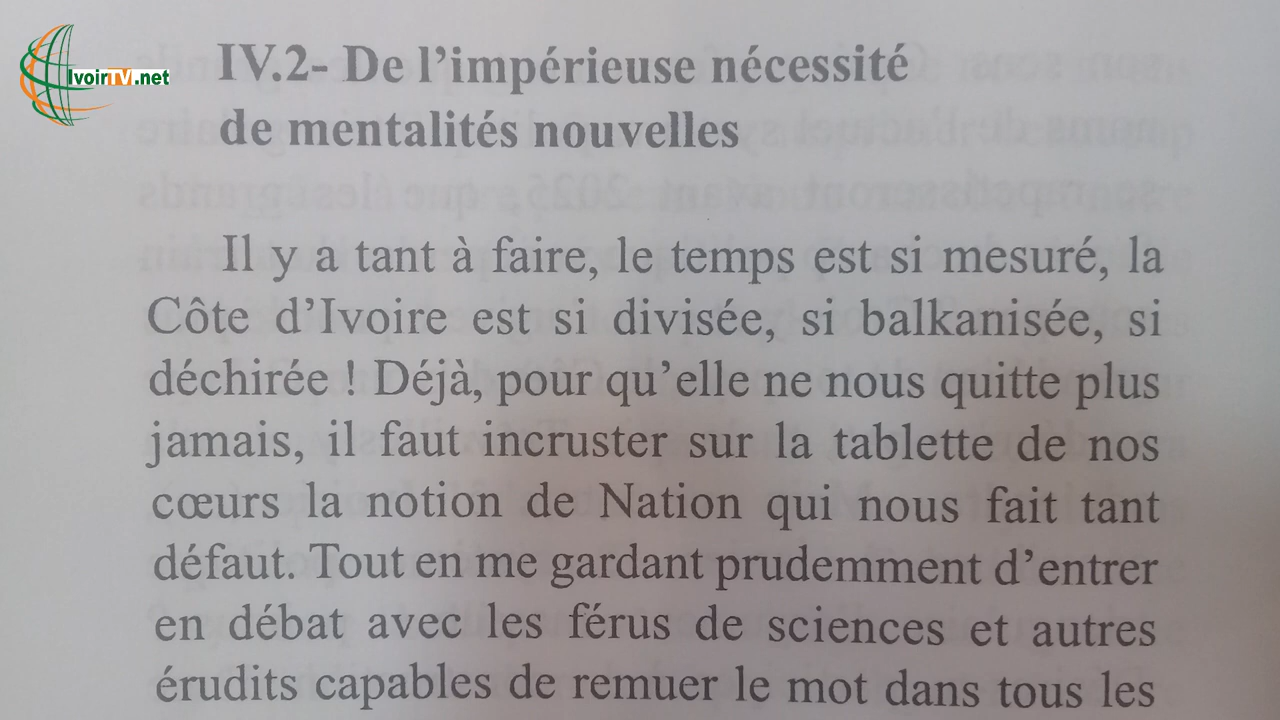 IvoirTV.net
IV.2- De l’impérieuse nécessité
de mentalités nouvelles
Il y a tant à faire, le temps est si mesuré, la
Côte d’Ivoire est si divisée, si balkanisée, si
déchirée ! Déjà, pour qu’elle ne nous quitte plus
jamais, il faut incruster sur la tablette de nos
cœurs la notion de Nation qui nous fait tant
défaut. Tout en me gardant prudemment d’entrer
en débat avec les férus de sciences et autres
érudits capables de remuer le mot dans tous les